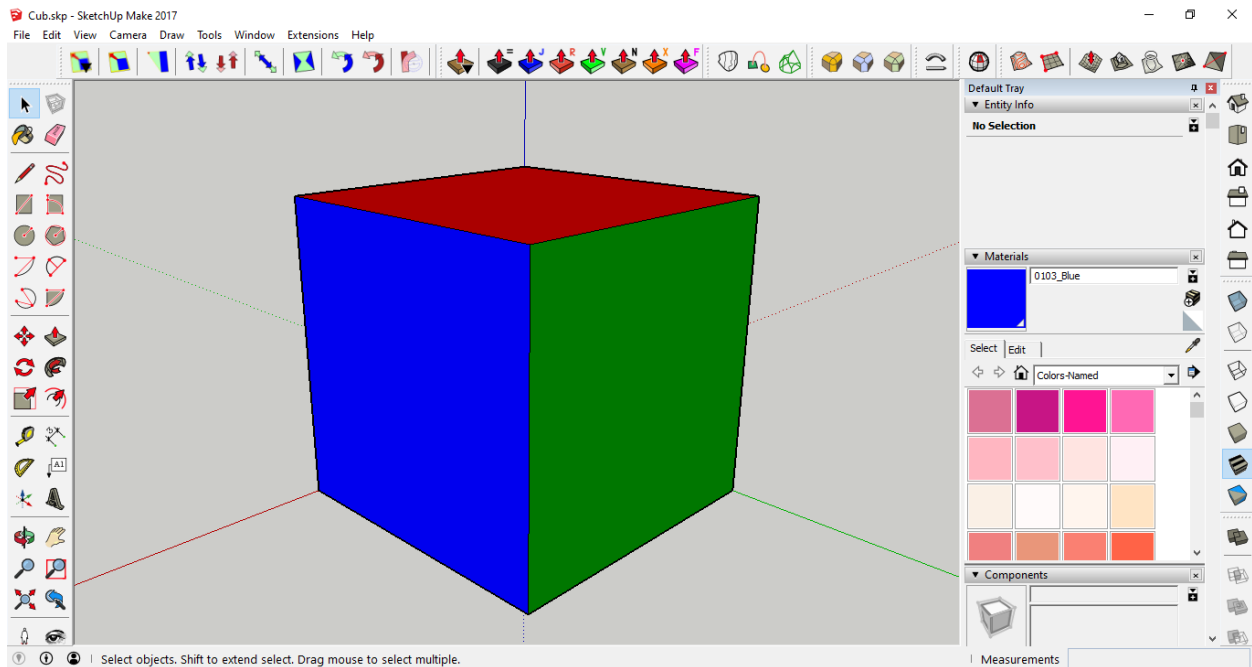 Cub.skp - SketchUp Make 2017
File Edit View Camera Draw Tools Window Extensions Help
= J R V N X F
Default Tray
Entity Info
No Selection
Materials
0103_Blue
Select Edit
Colors-Named
A1
Components
Select objects. Shift to extend select. Drag mouse to select multiple.
Measurements